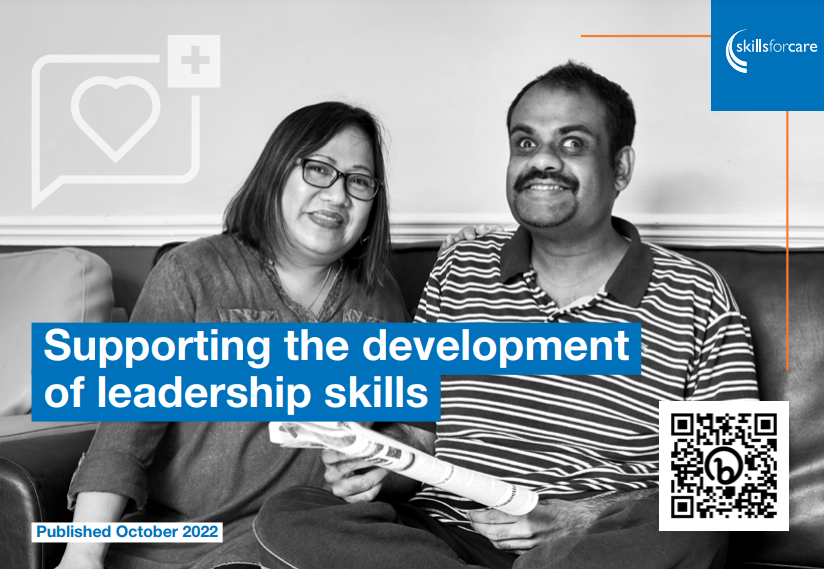 skillsforcare
Supporting the development
of leadership skills
Published October 2022